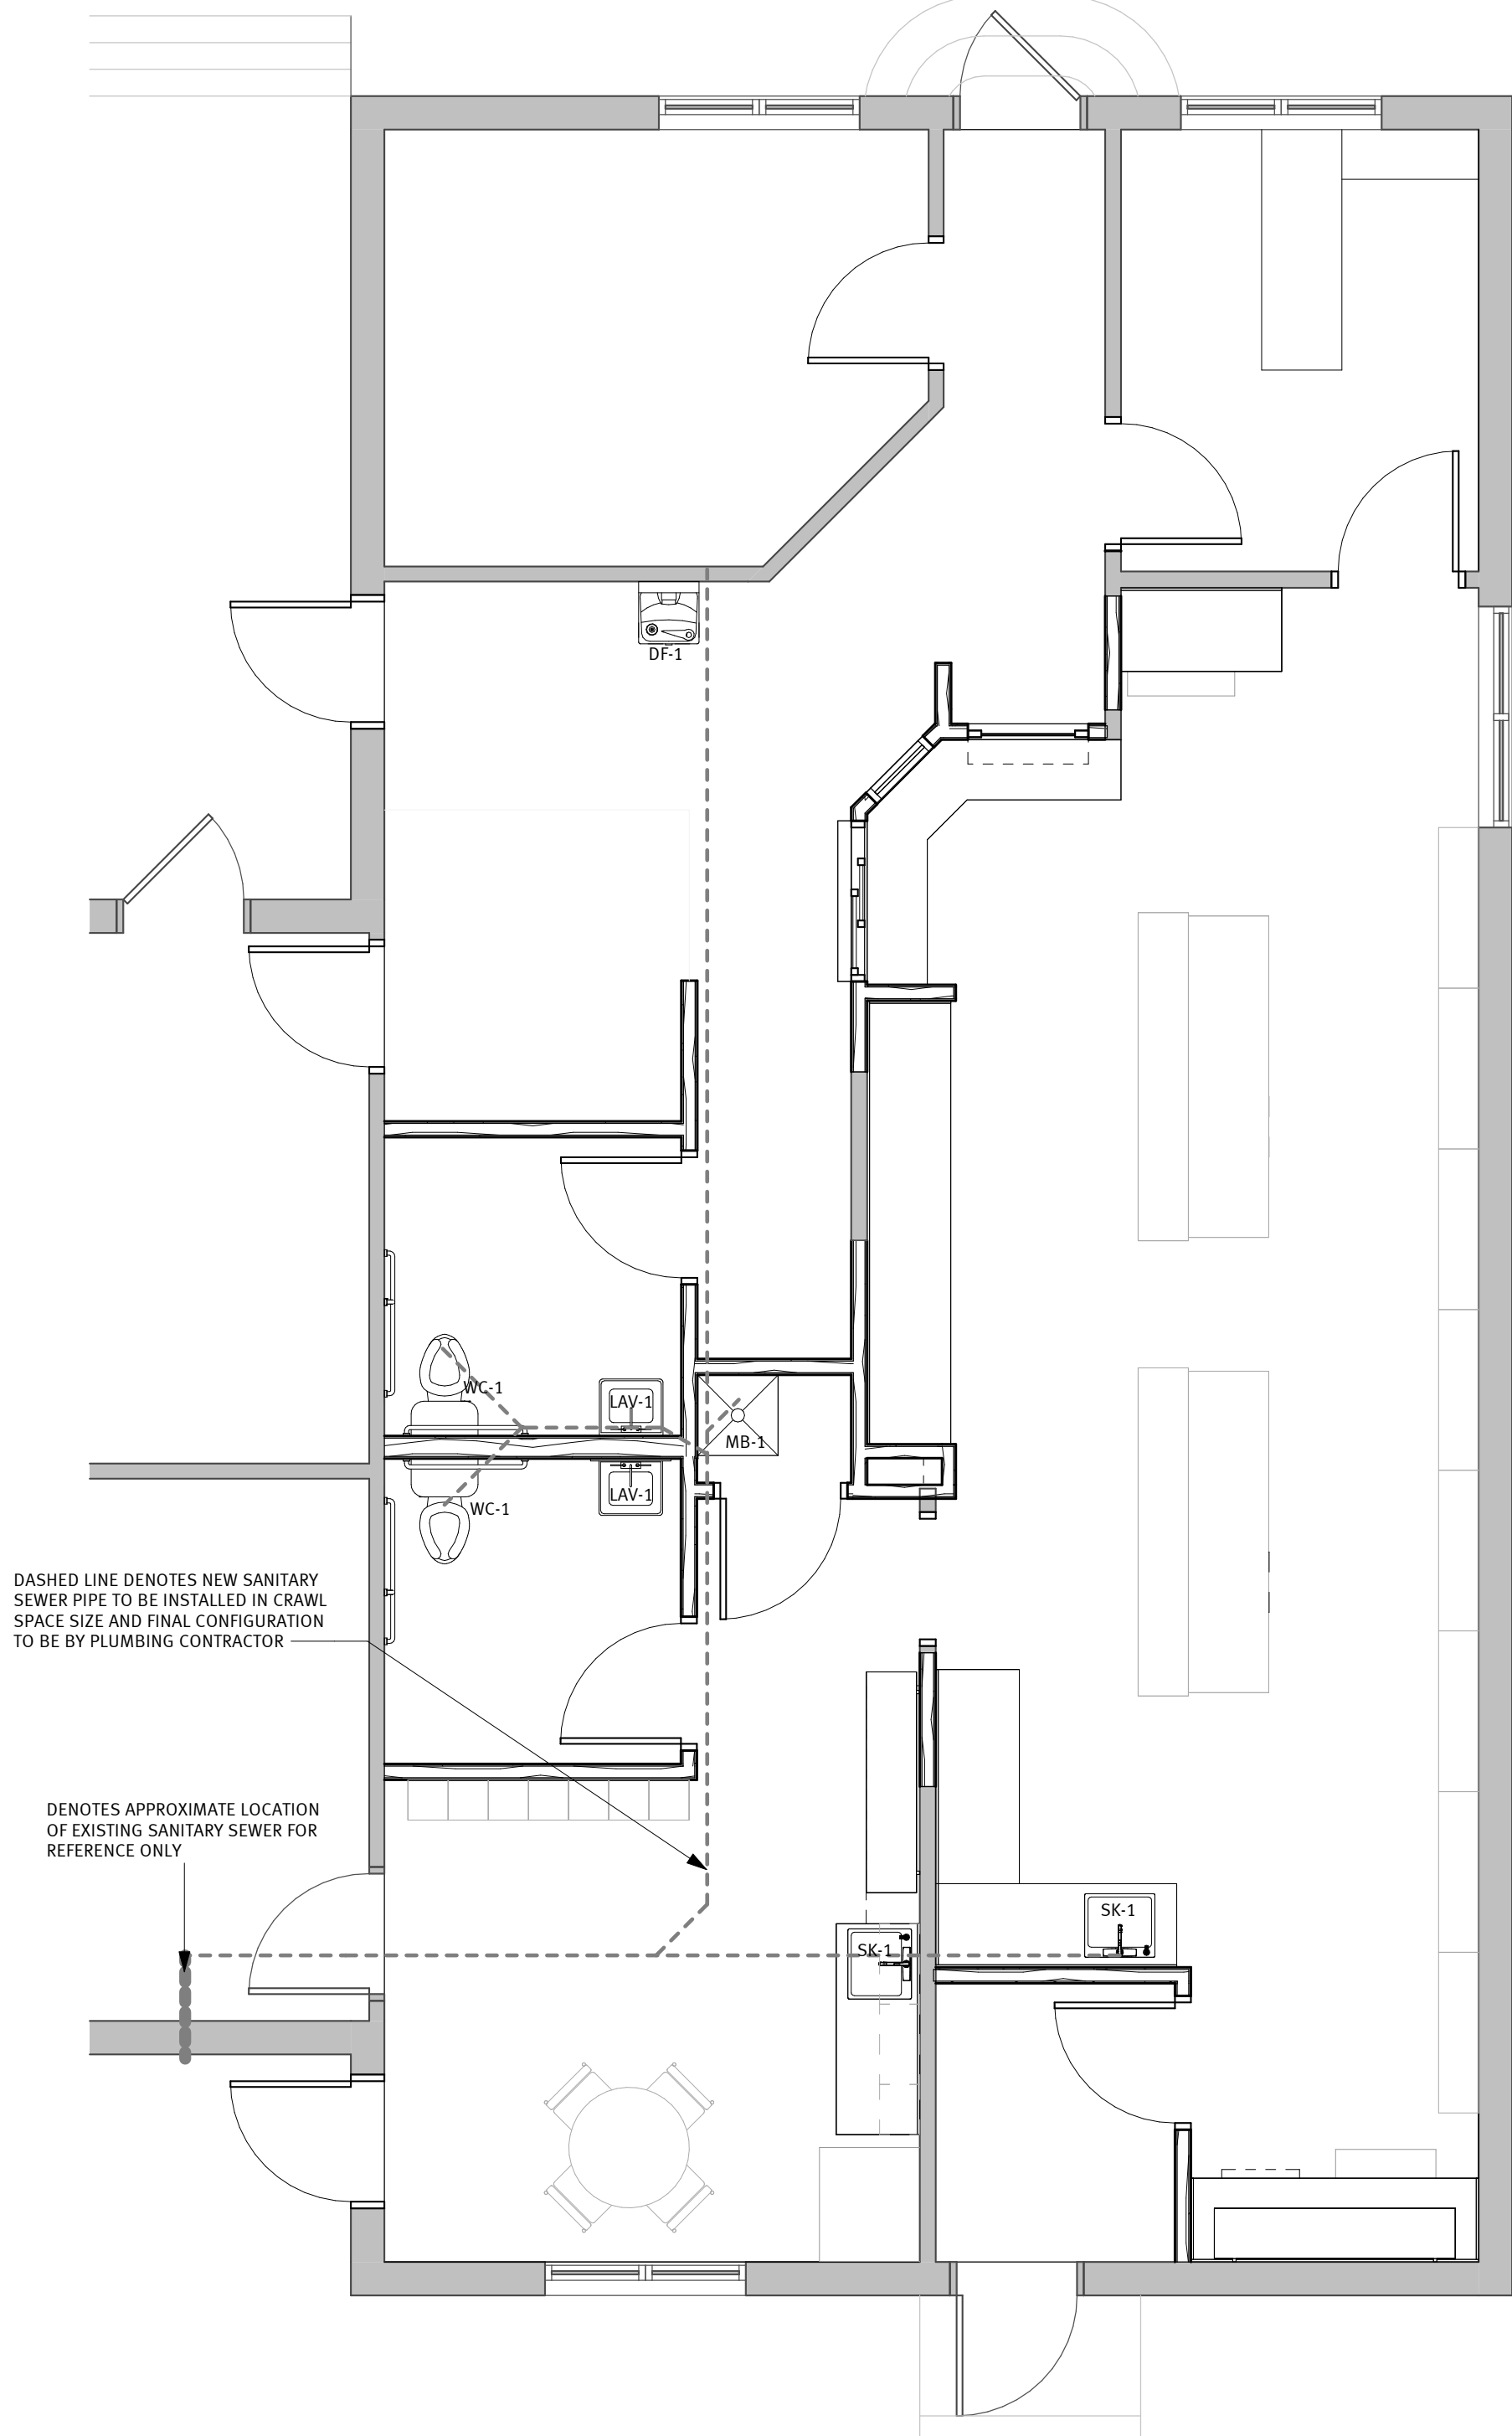 DF-1
WC-1
LAV-1
MB-1
WC-1
LAV-1
DASHED LINE DENOTES NEW SANITARY
SEWER PIPE TO BE INSTALLED IN CRAWL
SPACE SIZE AND FINAL CONFIGURATION
TO BE BY PLUMBING CONTRACTOR
DENOTES APPROXIMATE LOCATION
OF EXISTING SANITARY SEWER FOR
REFERENCE ONLY
SK-1
SK-1